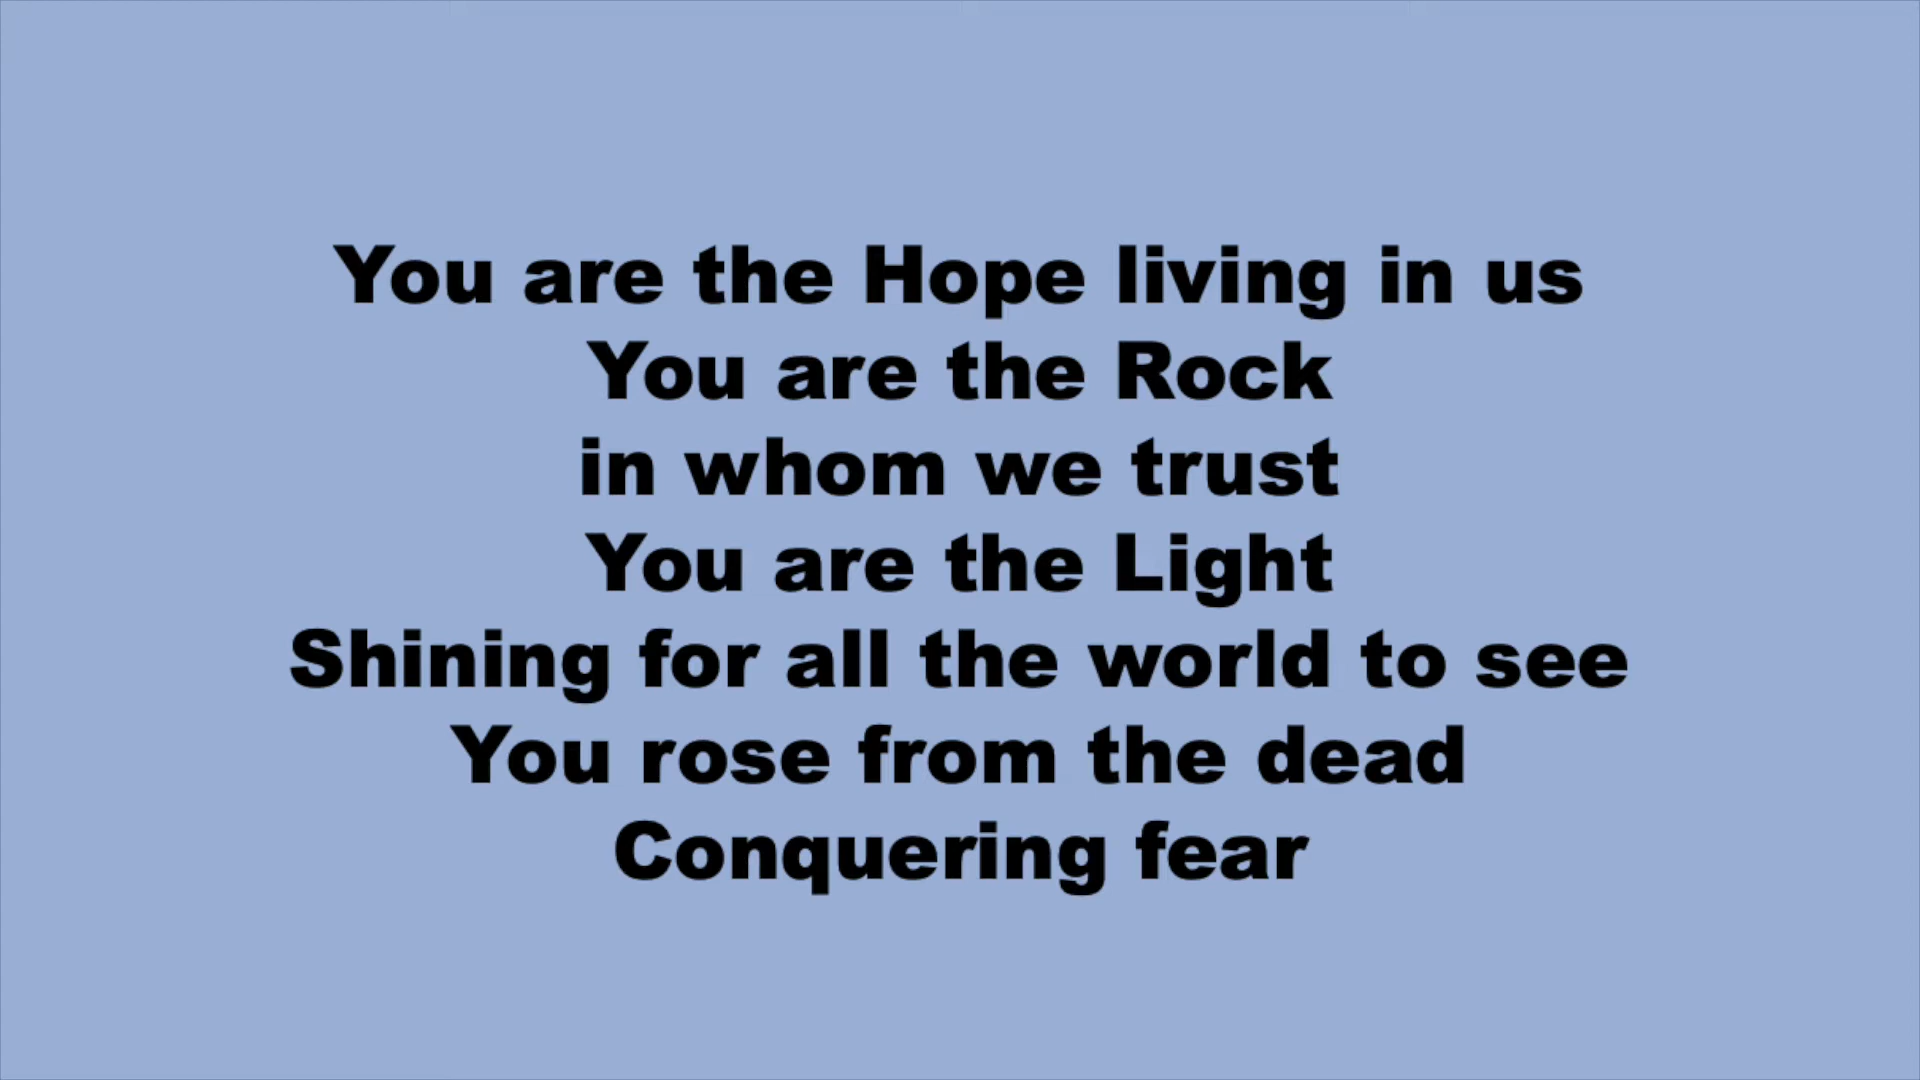 You are the Hope living in us
You are the Rock
in whom we trust
You are the Light
Shining for all the world to see
You rose from the dead
Conquering fear